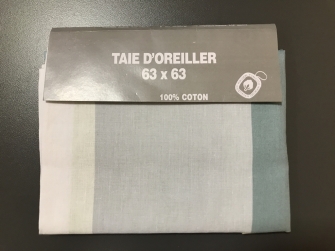 TAIE D'OREILLER
63 x 63
100% COTON